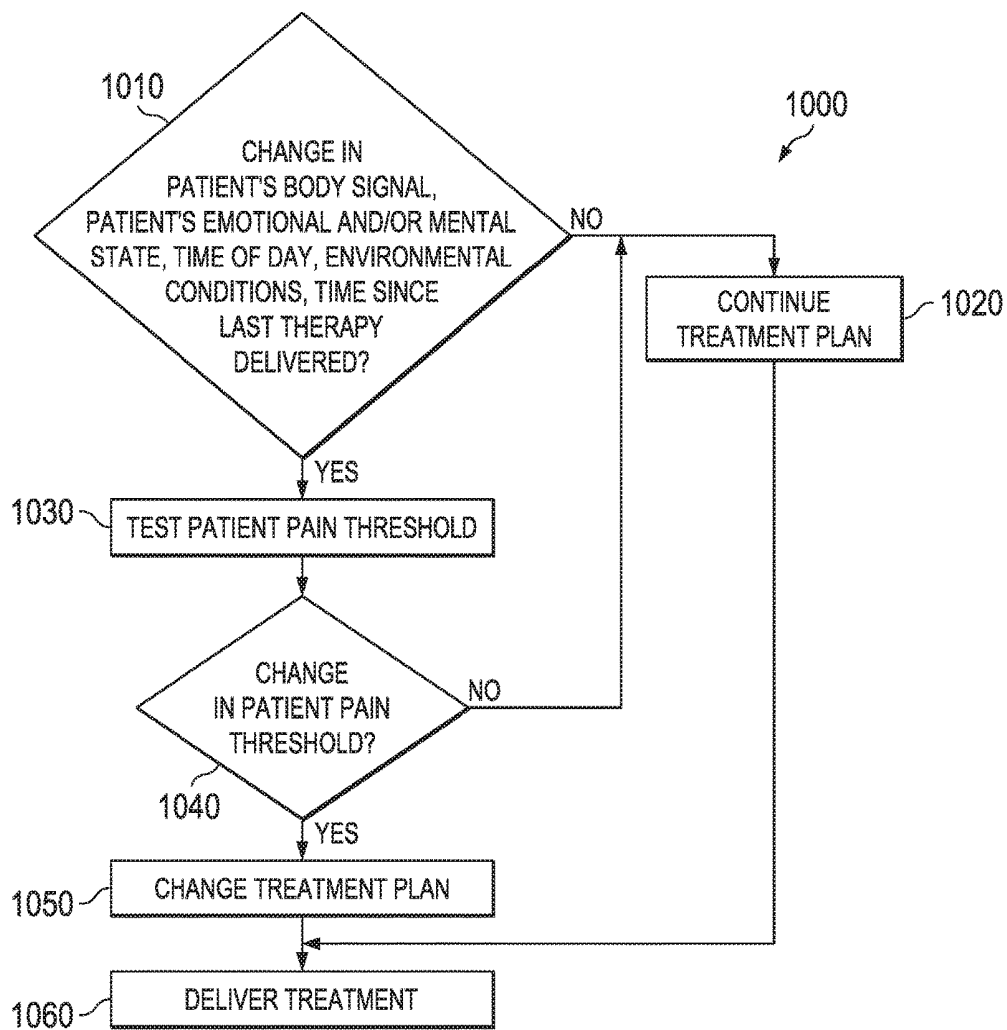 1010
1000
CHANGE IN
PATIENT'S BODY SIGNAL,
PATIENT'S EMOTIONAL AND/OR MENTAL
STATE, TIME OF DAY, ENVIRONMENTAL
CONDITIONS, TIME SINCE
LAST THERAPY
DELIVERED?
NO
CONTINUE
TREATMENT PLAN
1020
YES
1030
TEST PATIENT PAIN THRESHOLD
CHANGE
IN PATIENT PAIN
THRESHOLD?
NO
1040
YES
1050
CHANGE TREATMENT PLAN
1060
DELIVER TREATMENT